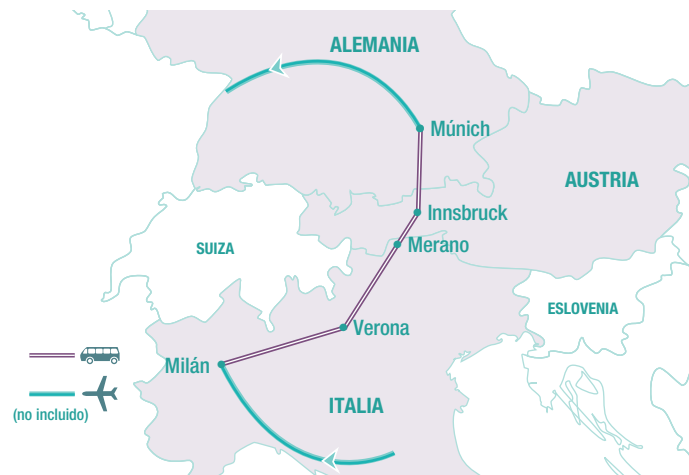 ALEMANIA
Múnich
AUSTRIA
Innsbruck
Merano
SUIZA
ESLOVENIA
Verona
Milán
ITALIA
(no incluido)